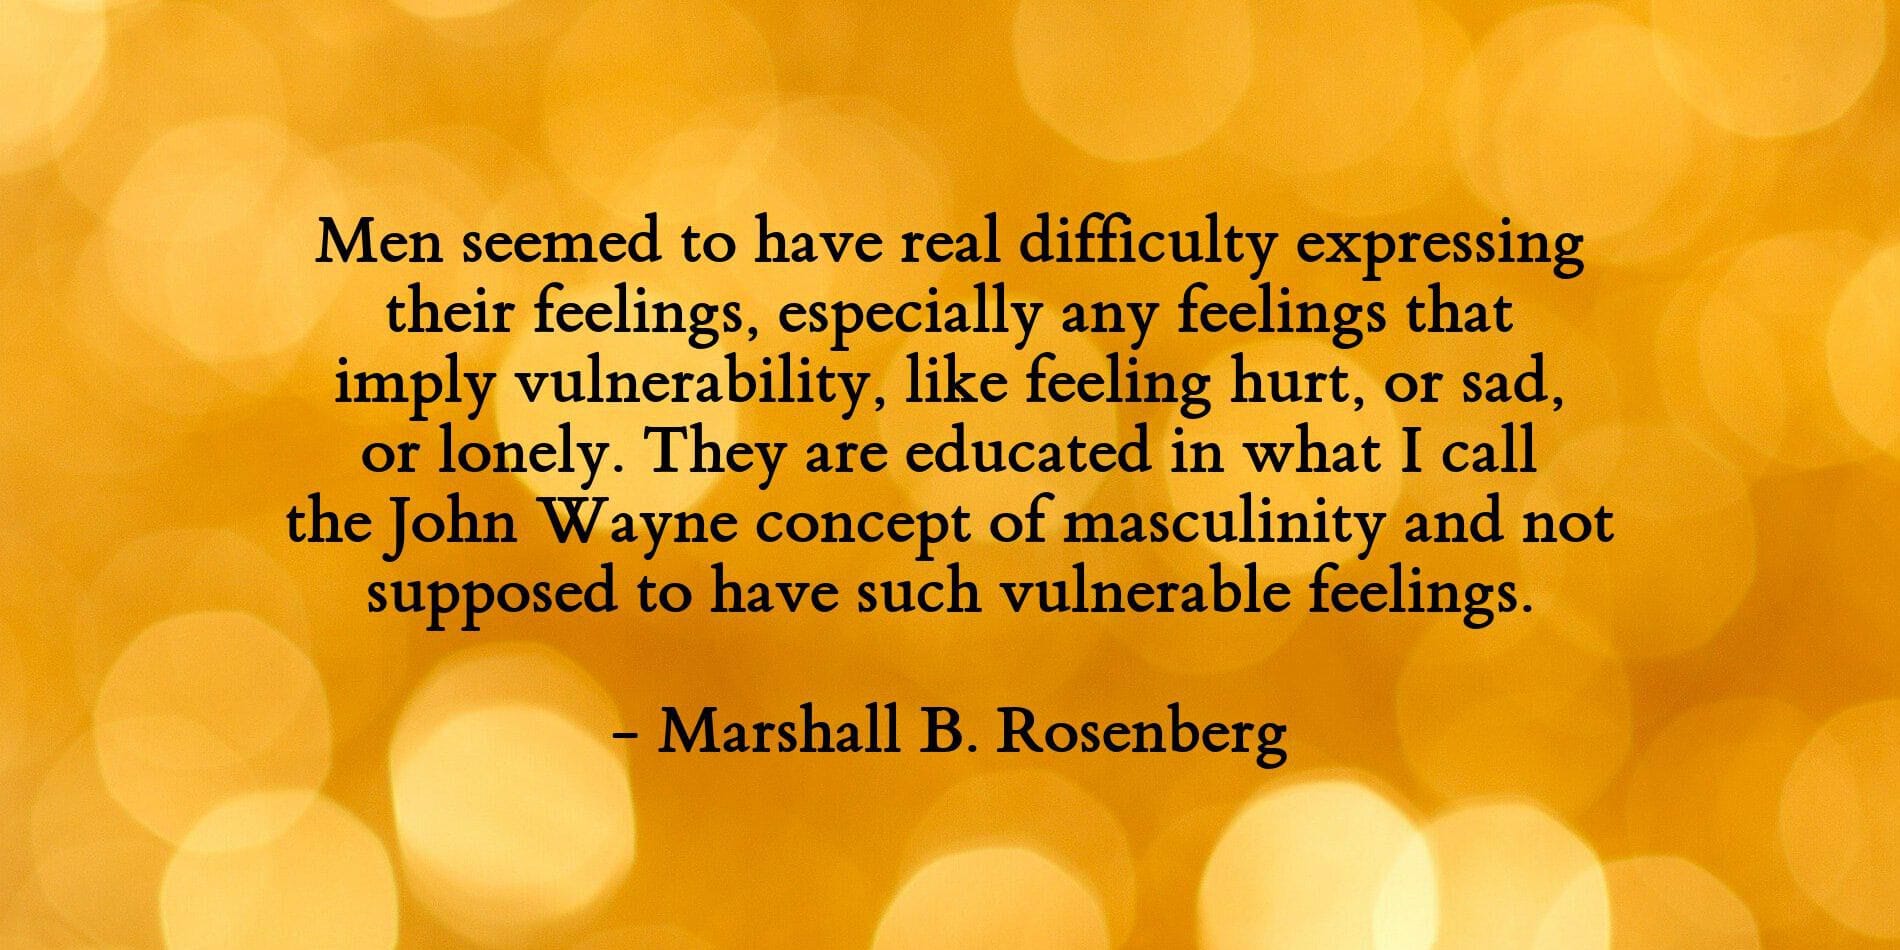 Men seemed to have real difficulty expressing
their feelings, especially any feelings that
imply vulnerability, like feeling hurt, or sad,
or lonely. They are educated in what I call
the John Wayne concept of masculinity and not
supposed to have such vulnerable feelings.
– Marshall B. Rosenberg